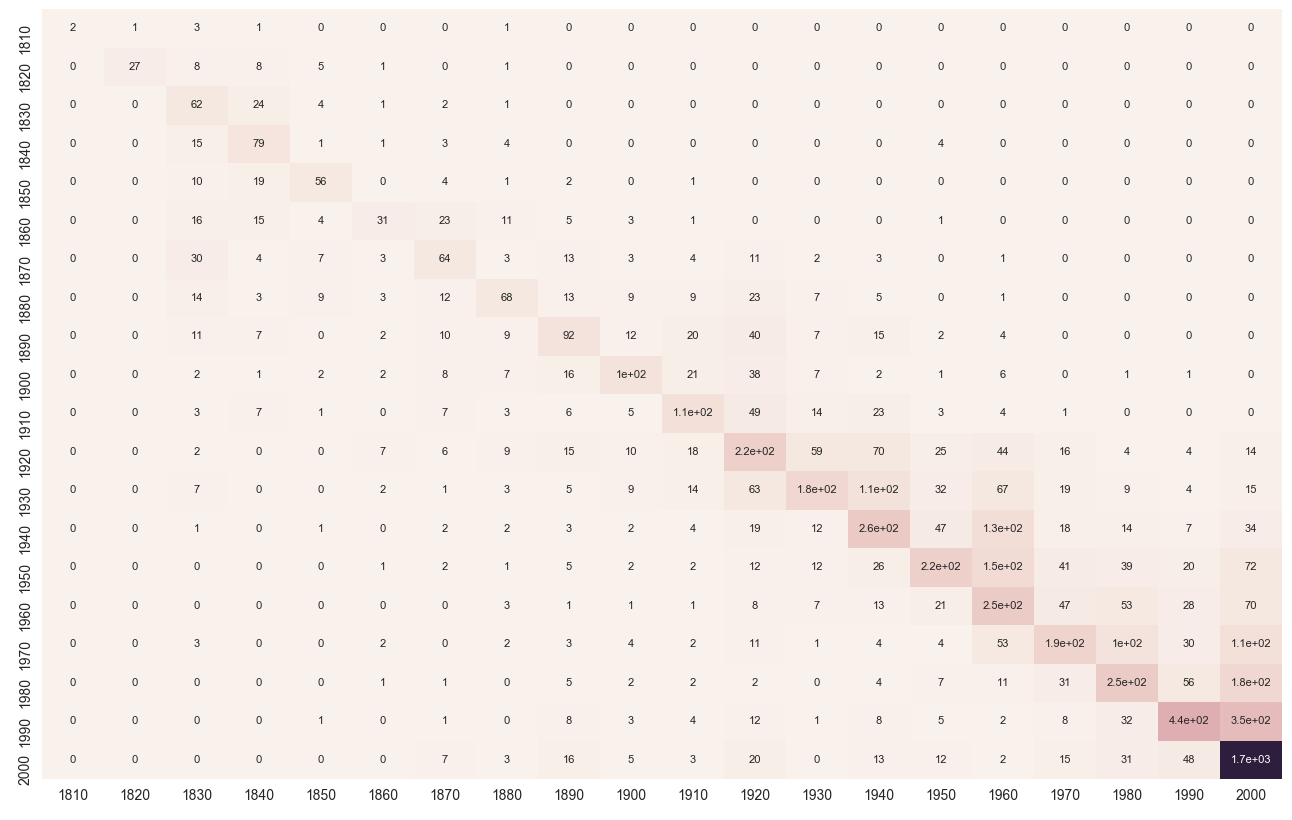 1810 2 1 3 1 0 0 0 1 0 0 0 0 0 0 0 0 0 0 0 0
1820 0 27 8 8 5 1 0 1 0 0 0 0 0 0 0 0 0 0 0 0
1830 0 0 62 24 4 1 2 1 0 0 0 0 0 0 0 0 0 0 0 0
1840 0 0 15 79 1 1 3 4 0 0 0 0 0 0 4 0 0 0 0 0
1850 0 0 10 19 56 0 4 1 2 0 1 0 0 0 0 0 0 0 0 0
1860 0 0 16 15 4 31 23 11 5 3 1 0 0 0 1 0 0 0 0 0
1870 0 0 30 4 7 3 64 3 13 3 4 11 2 3 0 1 0 0 0 0
1880 0 0 14 3 9 3 12 68 13 9 9 23 7 5 0 1 0 0 0 0
1890 0 0 11 7 0 2 10 9 92 12 20 40 7 15 2 4 0 0 0 0
1900 0 0 2 1 2 2 8 7 16 1e+02 21 38 7 2 1 6 0 1 1 0
1910 0 0 3 7 1 0 7 3 6 5 1.1e+02 49 14 23 3 4 1 0 0 0
1920 0 0 2 0 0 7 6 9 15 10 18 2.2e+02 59 70 25 44 16 4 4 14
1930 0 0 7 0 0 2 1 3 5 9 14 63 1.8e+02 1.1e+02 32 67 19 9 4 15
1940 0 0 1 0 1 0 2 2 3 2 4 19 12 2.6e+02 47 1.3e+02 18 14 7 34
1950 0 0 0 0 0 1 2 1 5 2 2 12 12 26 2.2e+02 1.5e+02 41 39 20 72
1960 0 0 0 0 0 0 0 3 1 1 1 8 7 13 21 2.5e+02 47 53 28 70
1970 0 0 3 0 0 2 0 2 3 4 2 11 1 4 4 53 1.9e+02 1e+02 30 1.1e+02
1980 0 0 0 0 0 1 1 0 5 2 2 2 0 4 7 11 31 2.5e+02 56 1.8e+02
1990 0 0 0 0 1 0 1 0 8 3 4 12 1 8 5 2 8 32 4.4e+02 3.5e+02
2000 0 0 0 0 0 0 7 3 16 5 3 20 0 13 12 2 15 31 48 1.7e+03
1810 1820 1830 1840 1850 1860 1870 1880 1890 1900 1910 1920 1930 1940 1950 1960 1970 1980 1990 2000